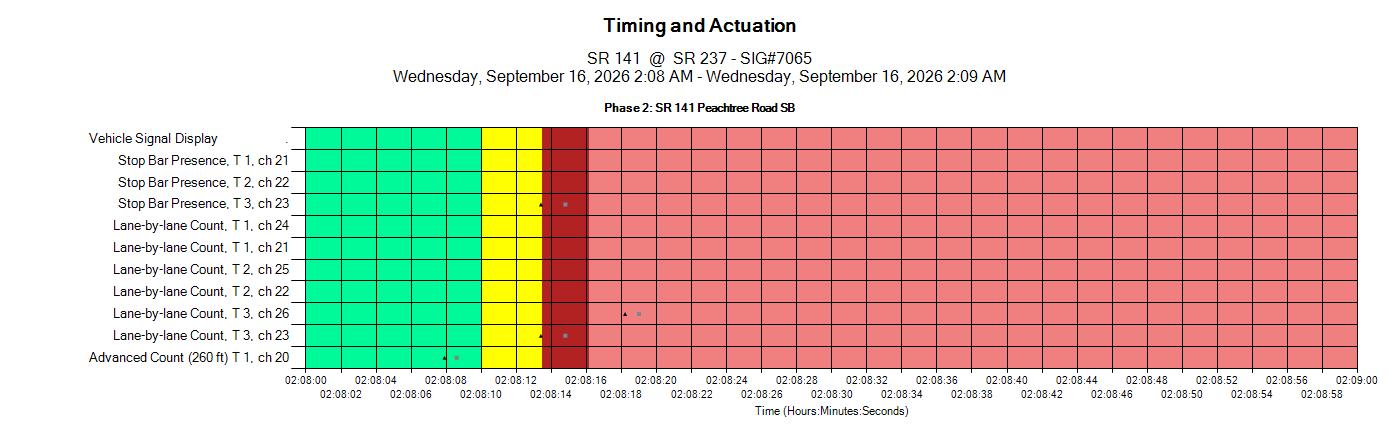 Timing and Actuation
SR 141 @ SR 237 - SIG#7065
Wednesday, September 16, 2026 2:08 AM - Wednesday, September 16, 2026 2:09 AM
Phase 2: SR 141 Peachtree Road SB
Vehicle Signal Display .
Stop Bar Presence, T 1, ch 21
Stop Bar Presence, T 2, ch 22
Stop Bar Presence, T 3, ch 23
Lane-by-lane Count, T 1, ch 24
Lane-by-lane Count, T 1, ch 21
Lane-by-lane Count, T 2, ch 25
Lane-by-lane Count, T 2, ch 22
Lane-by-lane Count, T 3, ch 26
Lane-by-lane Count, T 3, ch 23
Advanced Count (260 ft) T 1, ch 20
02:08:00 02:08:04 02:08:08 02:08:12 02:08:16 02:08:20 02:08:24 02:08:28 02:08:32 02:08:36 02:08:40 02:08:44 02:08:48 02:08:52 02:08:56 02:09:00
02:08:02 02:08:06 02:08:10 02:08:14 02:08:18 02:08:22 02:08:26 02:08:30 02:08:34 02:08:38 02:08:42 02:08:46 02:08:50 02:08:54 02:08:58
Time (Hours:Minutes:Seconds)